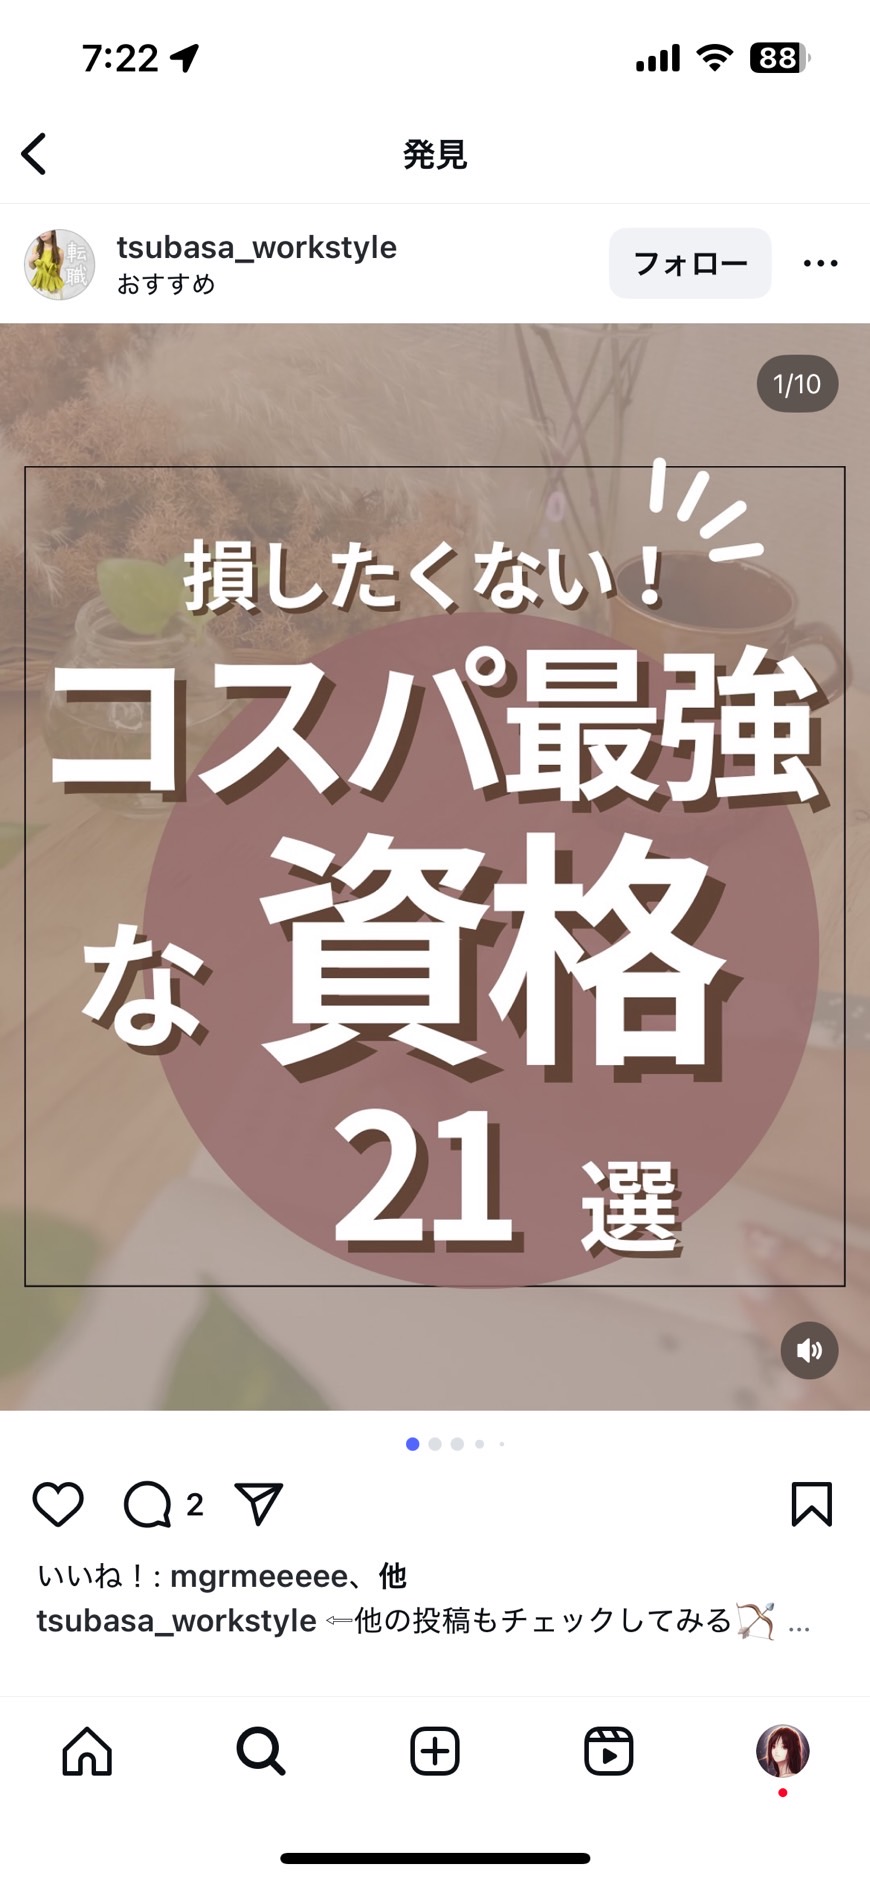 7:22
88
発見
転
職
tsubasa_workstyle
おすすめ
フォロー
1/10
損したくない！
コスパ最強
な 資格
21 選
2
いいね！: mgrmeeeee、他
tsubasa_workstyle ⇦他の投稿もチェックしてみる🏹 ...